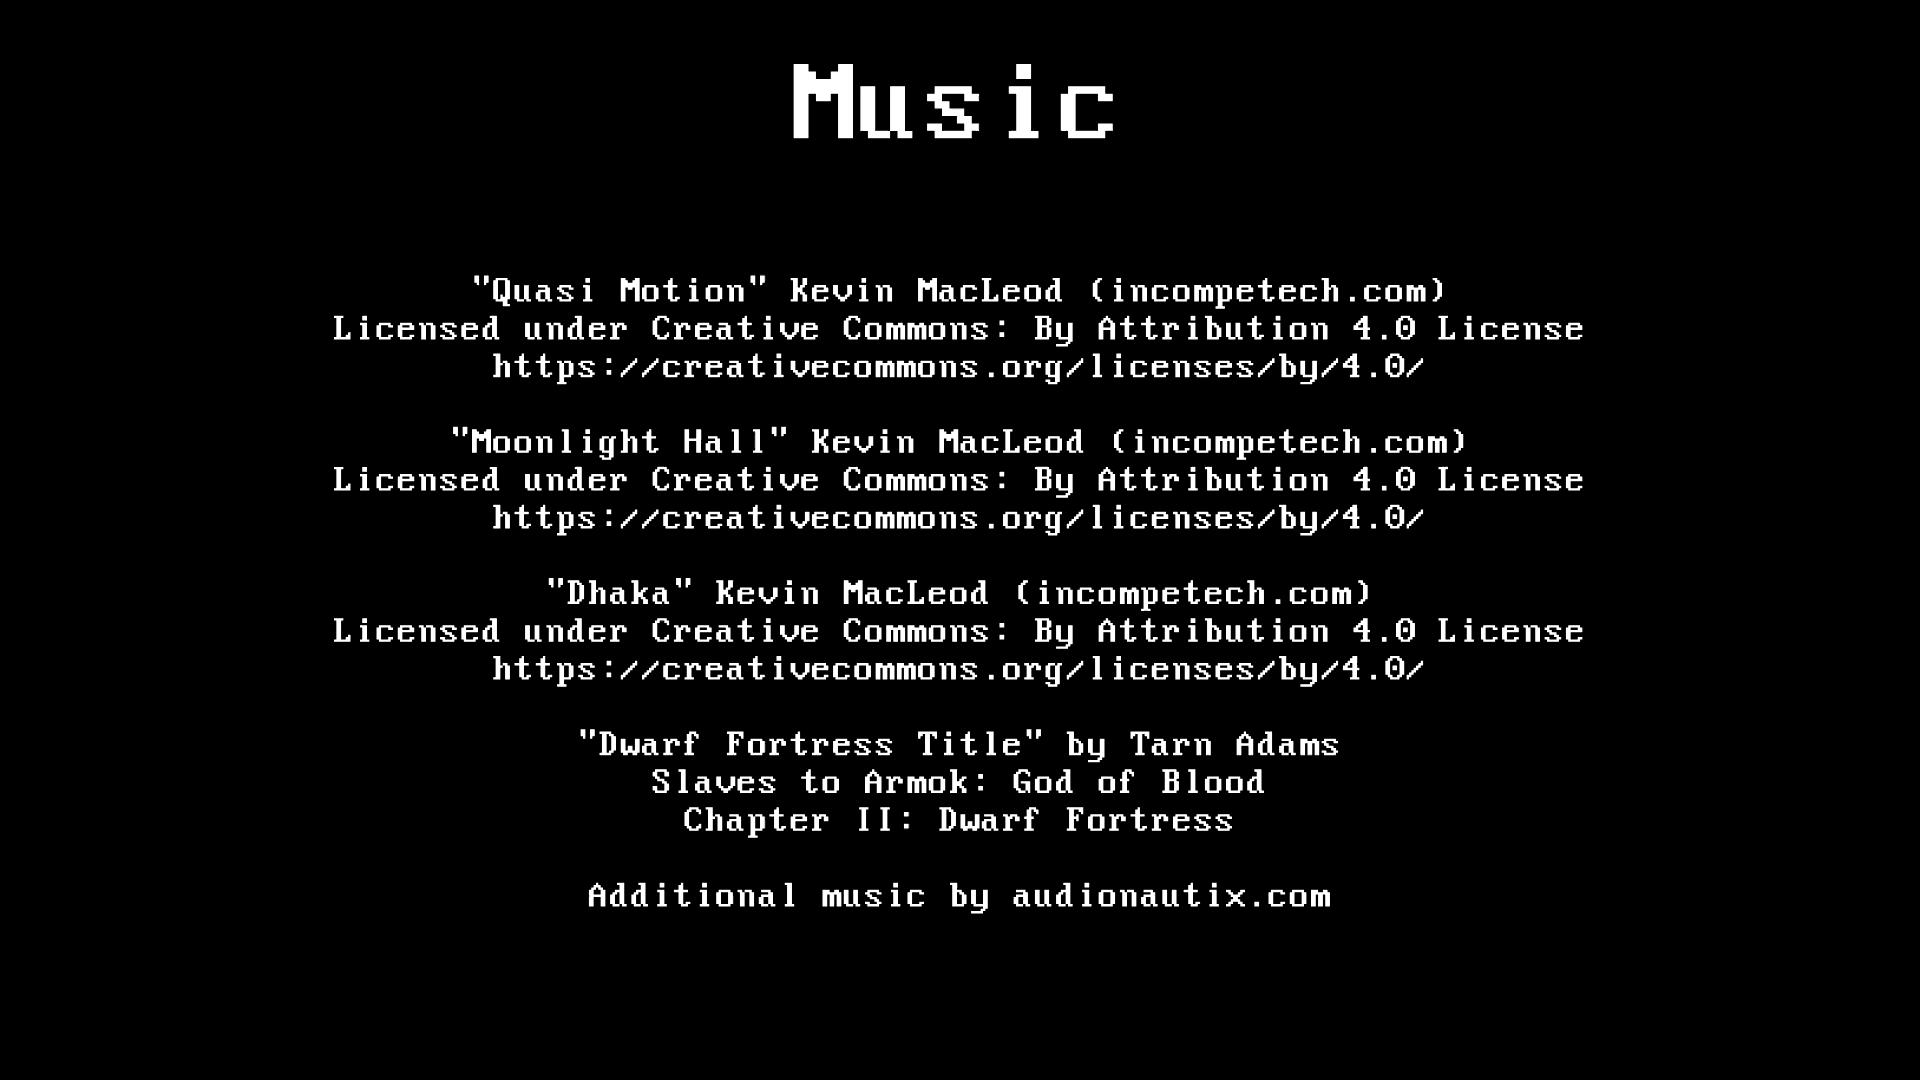 Music
"Quasi Motion" Kevin MacLeod (incompetech.com)
Licensed under Creative Commons: By Attribution 4.0 License
https://creativecommons.org/licenses/by/4.0/
"Moonlight Hall" Kevin MacLeod (incompetech.com)
Licensed under Creative Commons: By Attribution 4.0 License
https://creativecommons.org/licenses/by/4.0/
"Dhaka" Kevin MacLeod (incompetech.com)
Licensed under Creative Commons: By Attribution 4.0 License
https://creativecommons.org/licenses/by/4.0/
"Dwarf Fortress Title" by Tarn Adams
Slaves to Armok: God of Blood
Chapter II: Dwarf Fortress
Additional music by audionautix.com